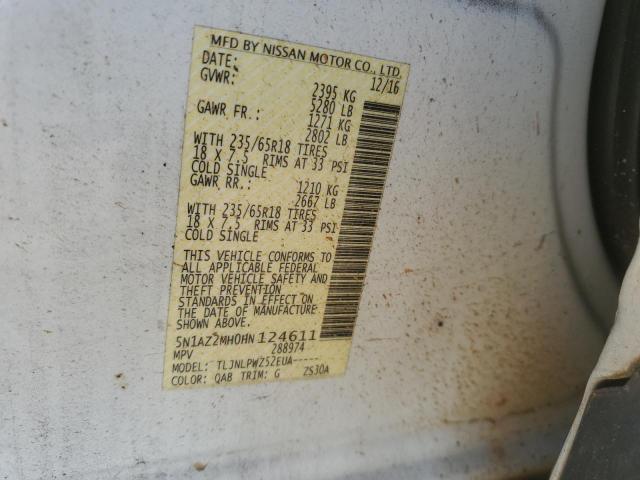 MFD BY NISSAN MOTOR CO., LTD.
DATE: 12/16
GVWR: 2395 KG
5280 LB
GAWR FR.: 1271 KG
2802 LB
WITH 235/65R18 TIRES
18 X 7.5 RIMS AT 33 PSI
COLD SINGLE
GAWR RR.: 1210 KG
2667 LB
WITH 235/65R18 TIRES
18 X 7.5 RIMS AT 33 PSI
COLD SINGLE
THIS VEHICLE CONFORMS TO
ALL APPLICABLE FEDERAL
MOTOR VEHICLE SAFETY AND
THEFT PREVENTION
STANDARDS IN EFFECT ON
THE DATE OF MANUFACTURE
SHOWN ABOVE.
5N1AZ2MH0HN124611
MPV 288974
MODEL: TLJNLPWZ52EUA-----
COLOR: QAB TRIM: G ZS30A